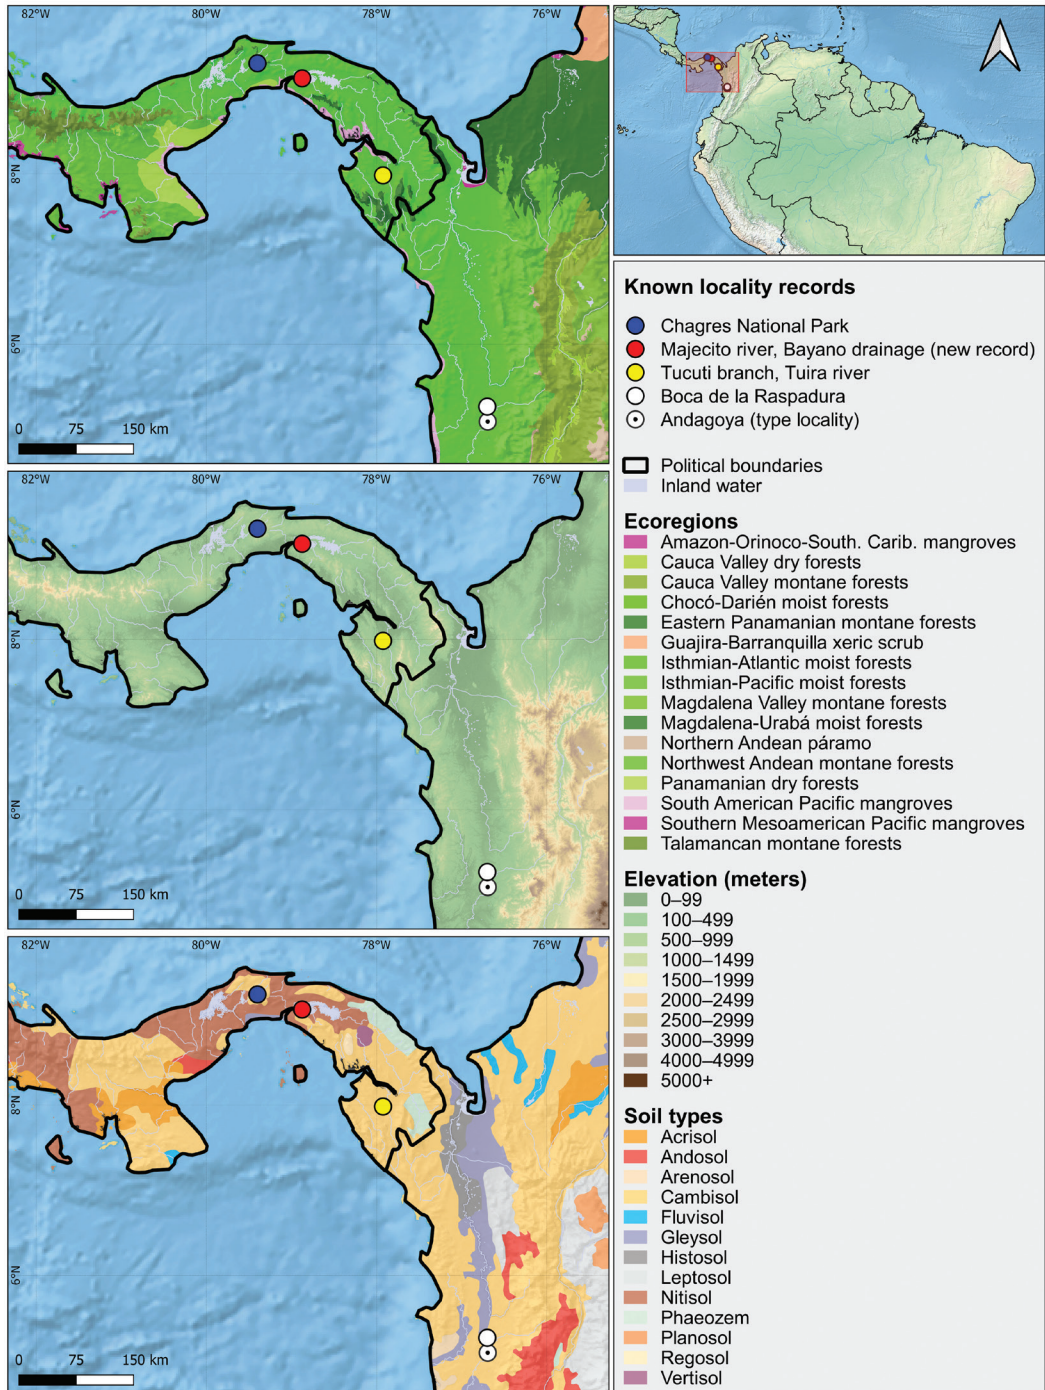 82°W 80°W 78°W 76°W
8°N
6°N
0 75 150 km
82°W 80°W 78°W 76°W
8°N
6°N
0 75 150 km
82°W 80°W 78°W 76°W
8°N
6°N
0 75 150 km
Known locality records
Chagres National Park
Majecito river, Bayano drainage (new record)
Tucuti branch, Tuira river
Boca de la Raspadura
Andagoya (type locality)
Political boundaries
Inland water
Ecoregions
Amazon-Orinoco-South. Carib. mangroves
Cauca Valley dry forests
Cauca Valley montane forests
Chocó-Darién moist forests
Eastern Panamanian montane forests
Guajira-Barranquilla xeric scrub
Isthmian-Atlantic moist forests
Isthmian-Pacific moist forests
Magdalena Valley montane forests
Magdalena-Urabá moist forests
Northern Andean páramo
Northwest Andean montane forests
Panamanian dry forests
South American Pacific mangroves
Southern Mesoamerican Pacific mangroves
Talamancan montane forests
Elevation (meters)
0–99
100–499
500–999
1000–1499
1500–1999
2000–2499
2500–2999
3000–3999
4000–4999
5000+
Soil types
Acrisol
Andosol
Arenosol
Cambisol
Fluvisol
Gleysol
Histosol
Leptosol
Nitisol
Phaeozem
Planosol
Regosol
Vertisol